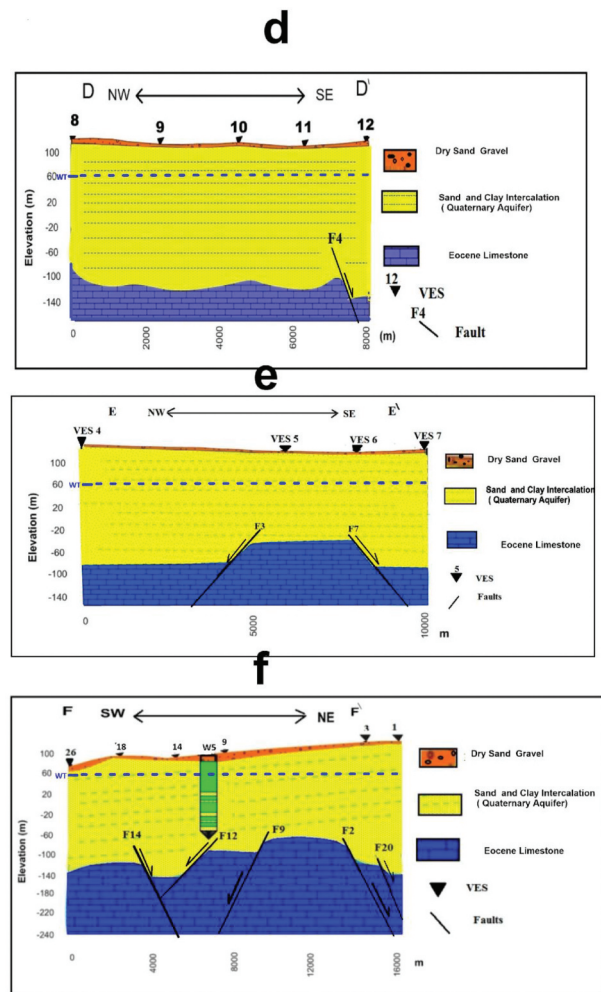 d
D NW SE D\
8 9 10 11 12
Elevation (m)
100
60
20
-20
-60
-100
-140
WT
F4
0 2000 4000 6000 8000 (m)
Dry Sand Gravel
Sand and Clay Intercalation
( Quaternary Aquifer)
Eocene Limestone
12
VES
F4
Fault
e
E NW SE E\
VES 4 VES 5 VES 6 VES 7
Elevation (m)
100
60
20
-20
-60
-100
-140
WT
F3 F7
0 5000 10000 m
Dry Sand Gravel
Sand and Clay Intercalation
( Quaternary Aquifer)
Eocene Limestone
5
VES
Faults
f
F SW NE F\
26 18 14 W5 9 3 1
Elevation (m)
100
60
20
-20
-60
-100
-140
-180
-220
-240
WT
F14 F12 F9 F2 F20
0 4000 8000 12000 16000 m
Dry Sand Gravel
Sand and Clay Intercalation
( Quaternary Aquifer)
Eocene Limestone
VES
Faults